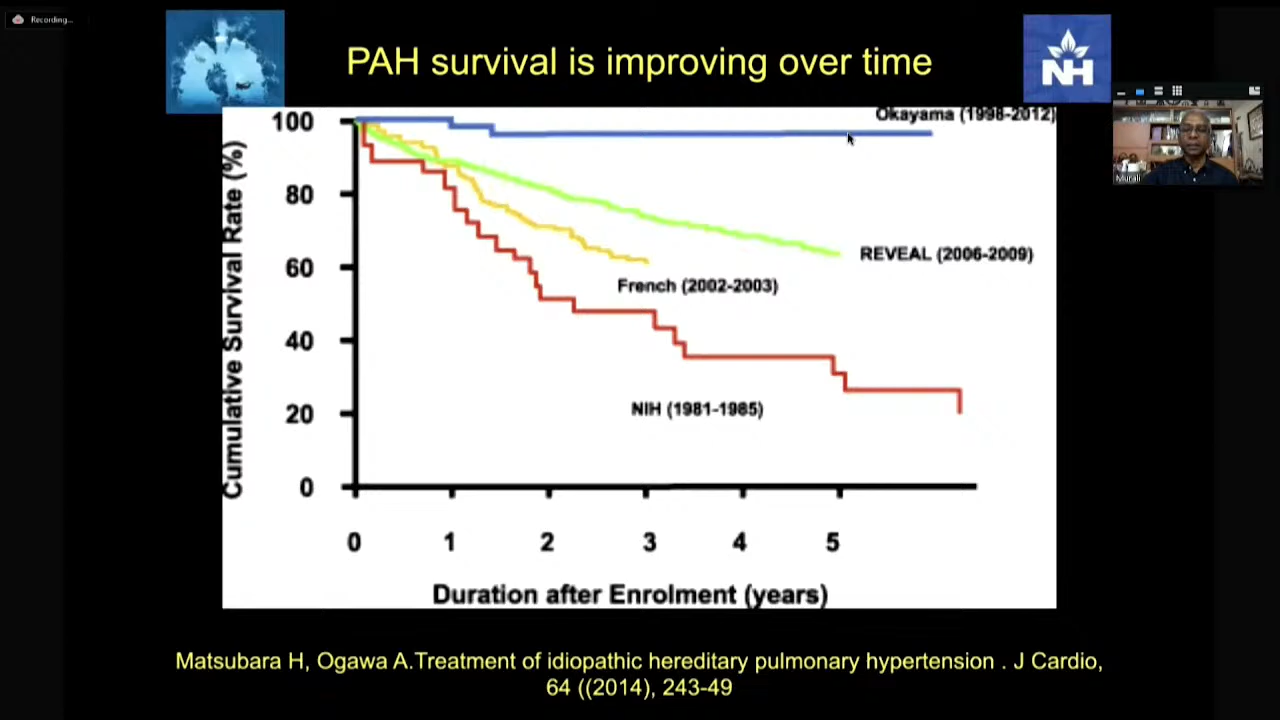 Recording...
PAH survival is improving over time
NH
Murali
Okayama (1998-2012)
REVEAL (2006-2009)
French (2002-2003)
NIH (1981-1985)
Cumulative Survival Rate (%)
100
80
60
40
20
0
0 1 2 3 4 5
Duration after Enrolment (years)
Matsubara H, Ogawa A.Treatment of idiopathic hereditary pulmonary hypertension . J Cardio,
64 ((2014), 243-49